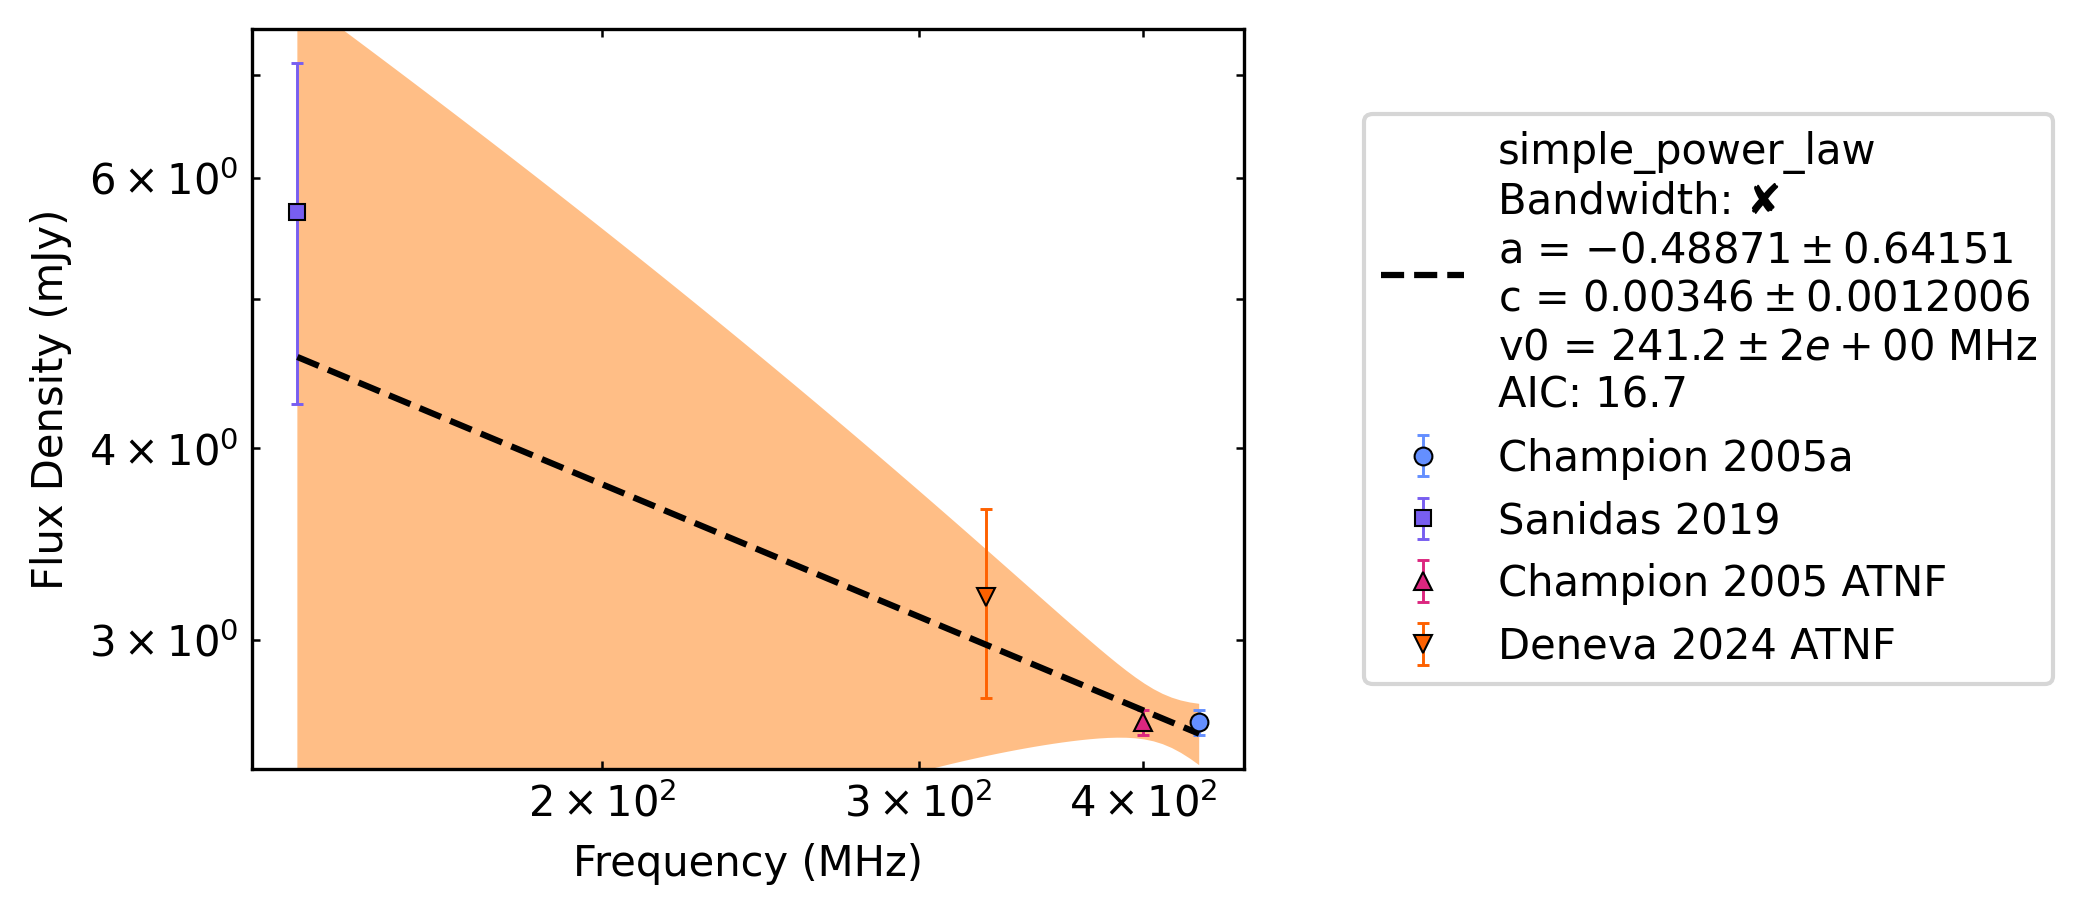 Flux Density (mJy)
6 × 10⁰
4 × 10⁰
3 × 10⁰
2 × 10² 3 × 10² 4 × 10²
Frequency (MHz)
simple_power_law
Bandwidth: ✘
a = −0.48871 ± 0.64151
c = 0.00346 ± 0.0012006
v0 = 241.2 ± 2e + 00 MHz
AIC: 16.7
Champion 2005a
Sanidas 2019
Champion 2005 ATNF
Deneva 2024 ATNF